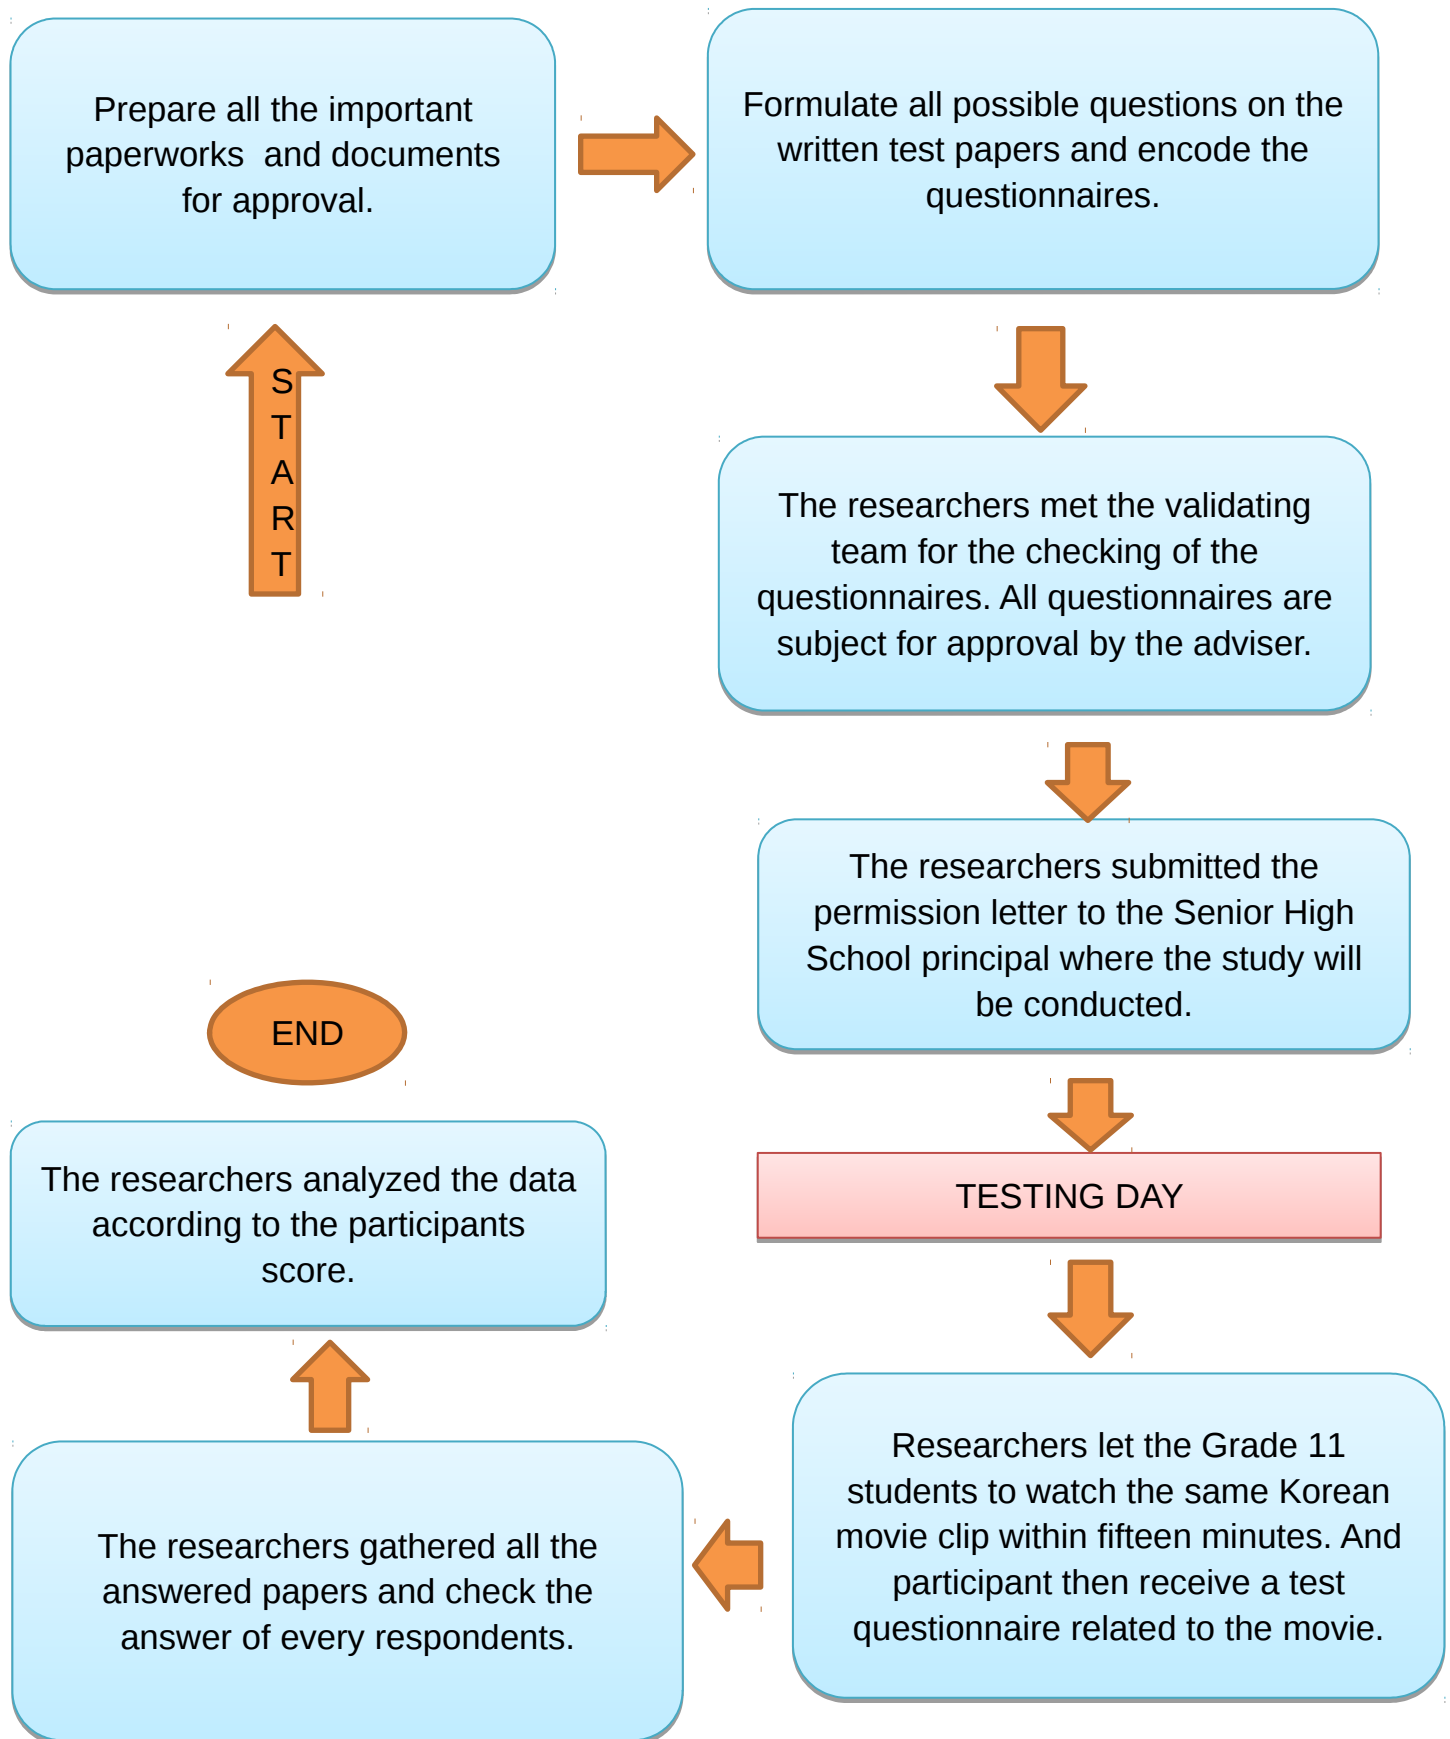 Prepare all the important
paperworks  and documents
for approval.
Formulate all possible questions on the
written test papers and encode the
questionnaires.
S
T
A
R
T
The researchers met the validating
team for the checking of the
questionnaires. All questionnaires are
subject for approval by the adviser.
The researchers submitted the
permission letter to the Senior High
School principal where the study will
be conducted.
TESTING DAY
Researchers let the Grade 11
students to watch the same Korean
movie clip within fifteen minutes. And
participant then receive a test
questionnaire related to the movie.
The researchers gathered all the
answered papers and check the
answer of every respondents.
The researchers analyzed the data
according to the participants
score.
END